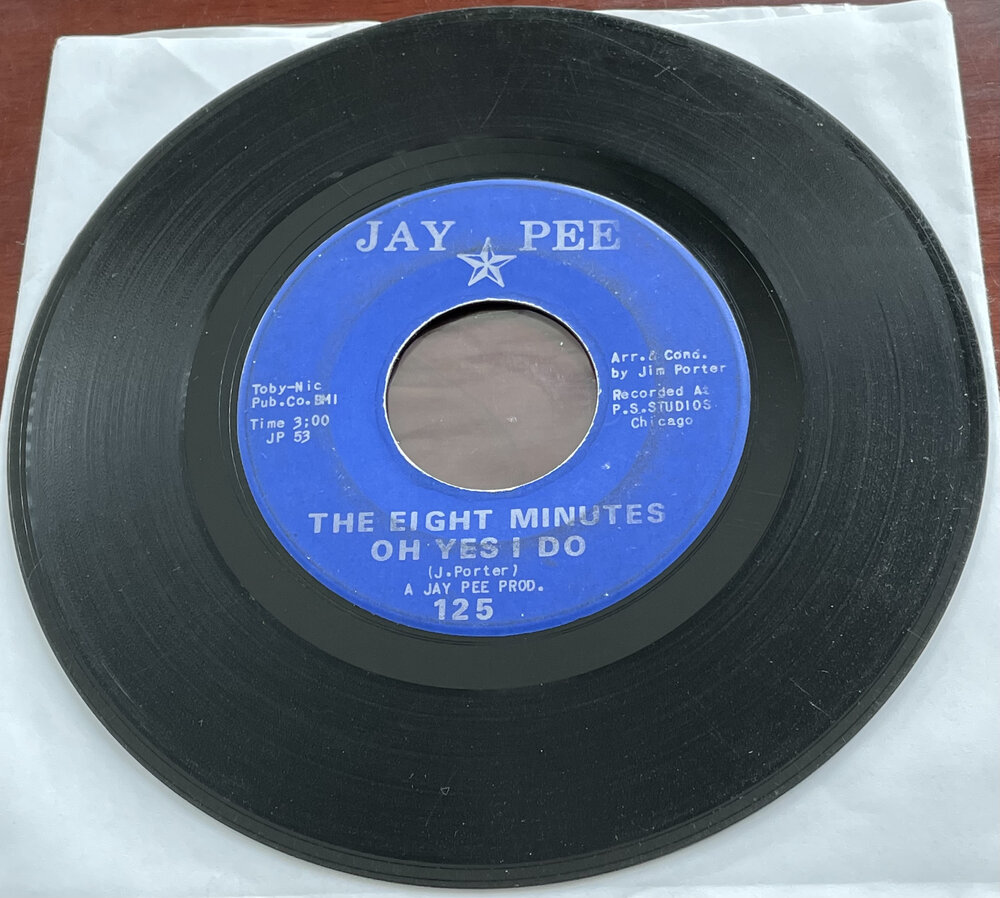 JAY PEE
Toby-Nic
Pub.Co.BMI
Time 3:00
JP 53
Arr.& Cond.
by Jim Porter
Recorded At
P.S.STUDIOS
Chicago
THE EIGHT MINUTES
OH YES I DO
(J.Porter)
A JAY PEE PROD.
125